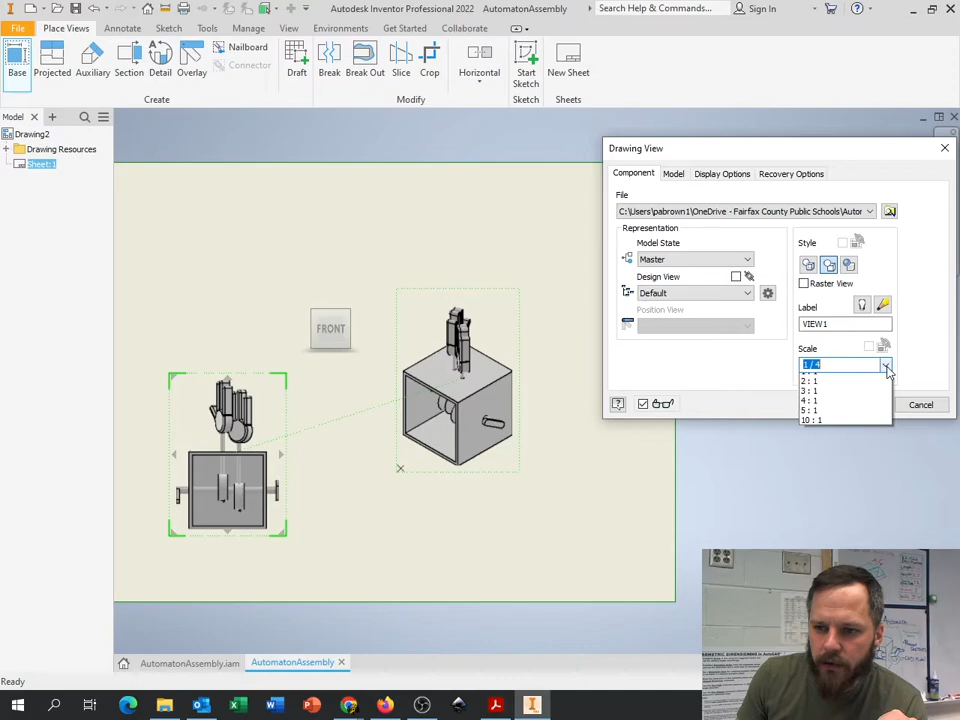 Autodesk Inventor Professional 2022 AutomatonAssembly
Search Help & Commands...
Sign In
File
Place Views
Annotate
Sketch
Tools
Manage
View
Environments
Get Started
Collaborate
Base
Projected
Auxiliary
Section
Detail
Overlay
Nailboard
Connector
Draft
Break
Break Out
Slice
Crop
Horizontal
Start
Sketch
New Sheet
Create
Modify
Sketch
Sheets
Model
Drawing2
Drawing Resources
Sheet:1
FRONT
Drawing View
Component
Model
Display Options
Recovery Options
File
C:\Users\pabrown1\OneDrive - Fairfax County Public Schools\Autor
Representation
Model State
Master
Design View
Default
Position View
Style
Raster View
Label
VIEW1
Scale
1 / 4
2 : 1
3 : 1
4 : 1
5 : 1
10 : 1
Cancel
AutomatonAssembly.iam
AutomatonAssembly
Ready